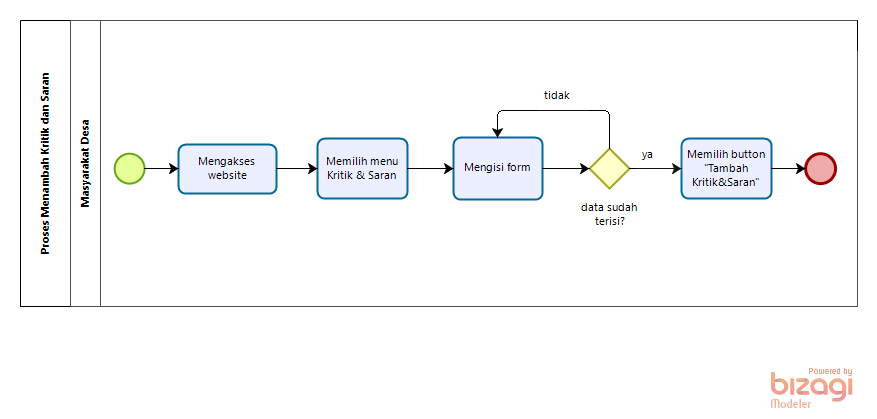 Proses Menambah Kritik dan Saran
Masyarakat Desa
Mengakses
website
Memilih menu
Kritik & Saran
Mengisi form
tidak
data sudah
terisi?
ya
Memilih button
"Tambah
Kritik&Saran"
Powered by
bizagi
Modeler